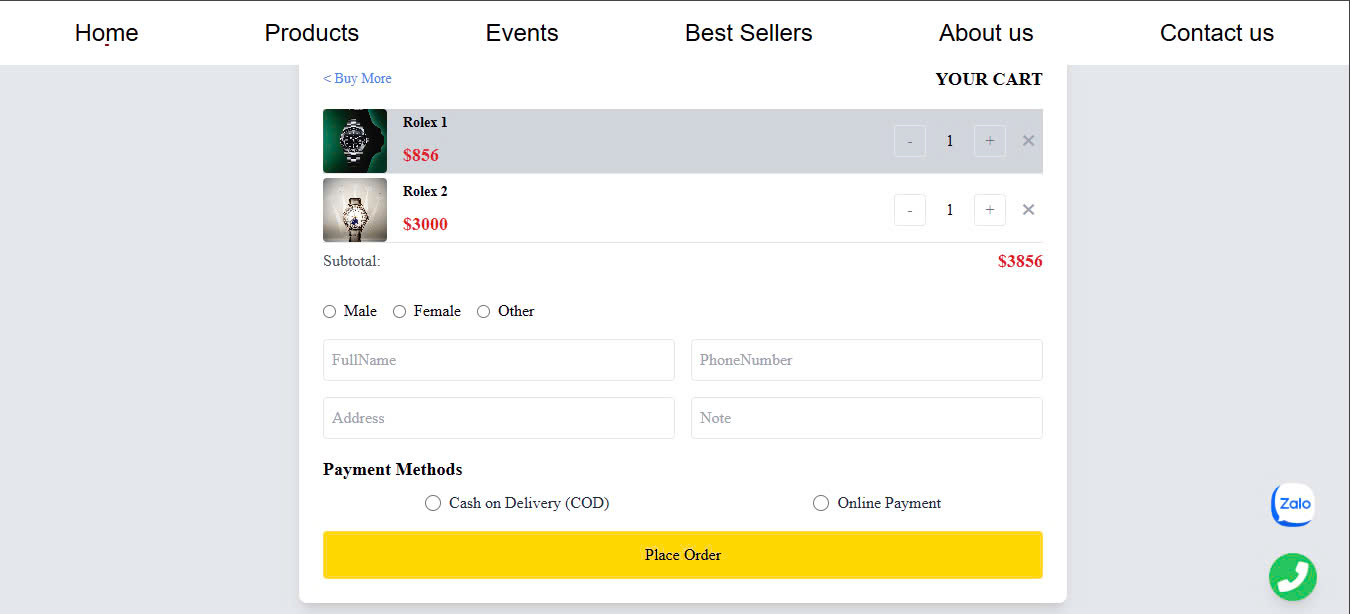 Home Products Events Best Sellers About us Contact us
< Buy More YOUR CART
Rolex 1
$856
- 1 + ✕
Rolex 2
$3000
- 1 + ✕
Subtotal: $3856
Male Female Other
FullName PhoneNumber
Address Note
Payment Methods
Cash on Delivery (COD) Online Payment
Zalo
Place Order